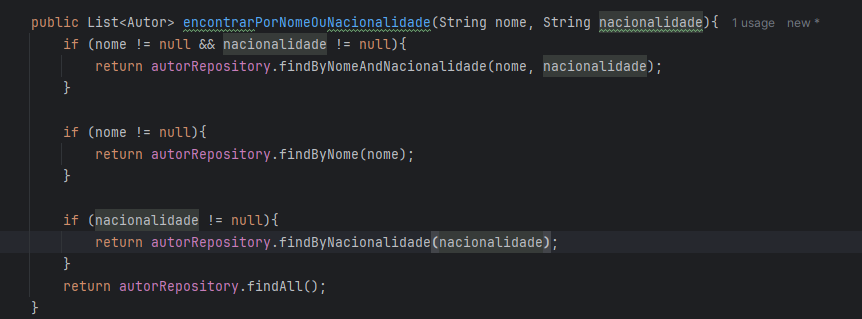 public List<Autor> encontrarPorNomeOuNacionalidade(String nome, String nacionalidade){ 1 usage new *
    if (nome != null && nacionalidade != null){
        return autorRepository.findByNomeAndNacionalidade(nome, nacionalidade);
    }

    if (nome != null){
        return autorRepository.findByNome(nome);
    }

    if (nacionalidade != null){
        return autorRepository.findByNacionalidade(nacionalidade);
    }
    return autorRepository.findAll();
}